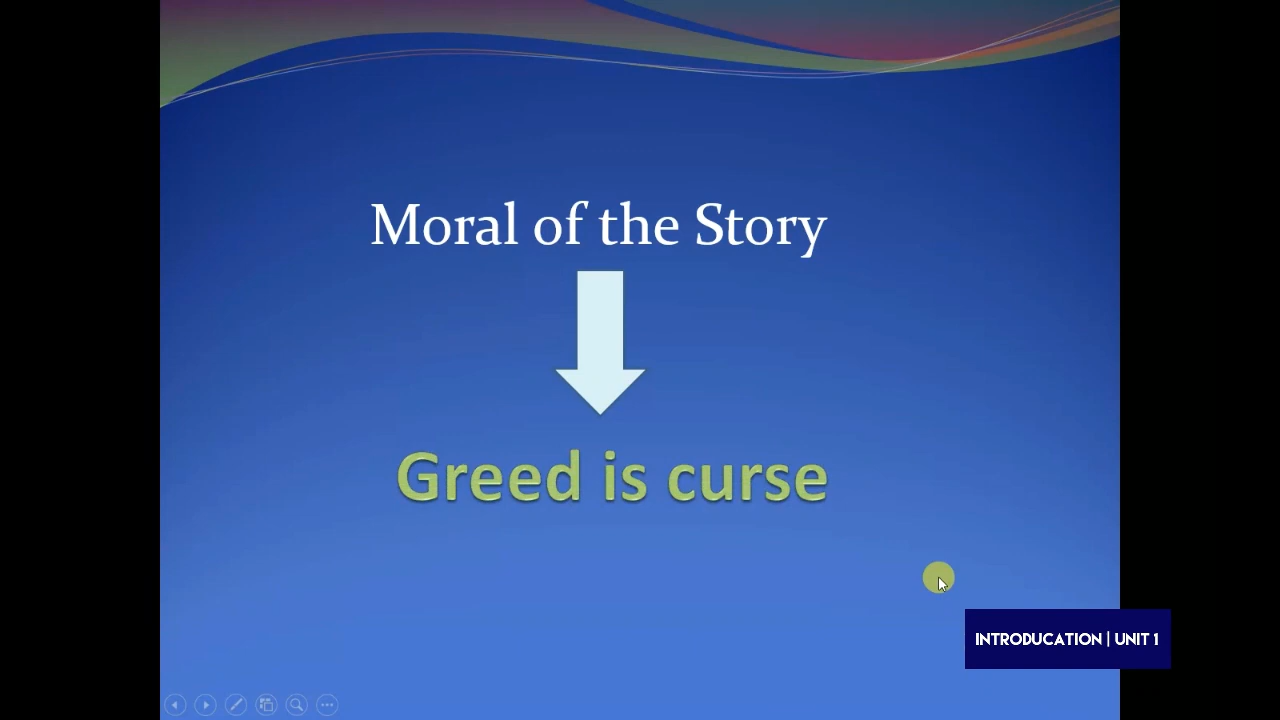 Moral of the Story
Greed is curse
INTRODUCATION | UNIT 1